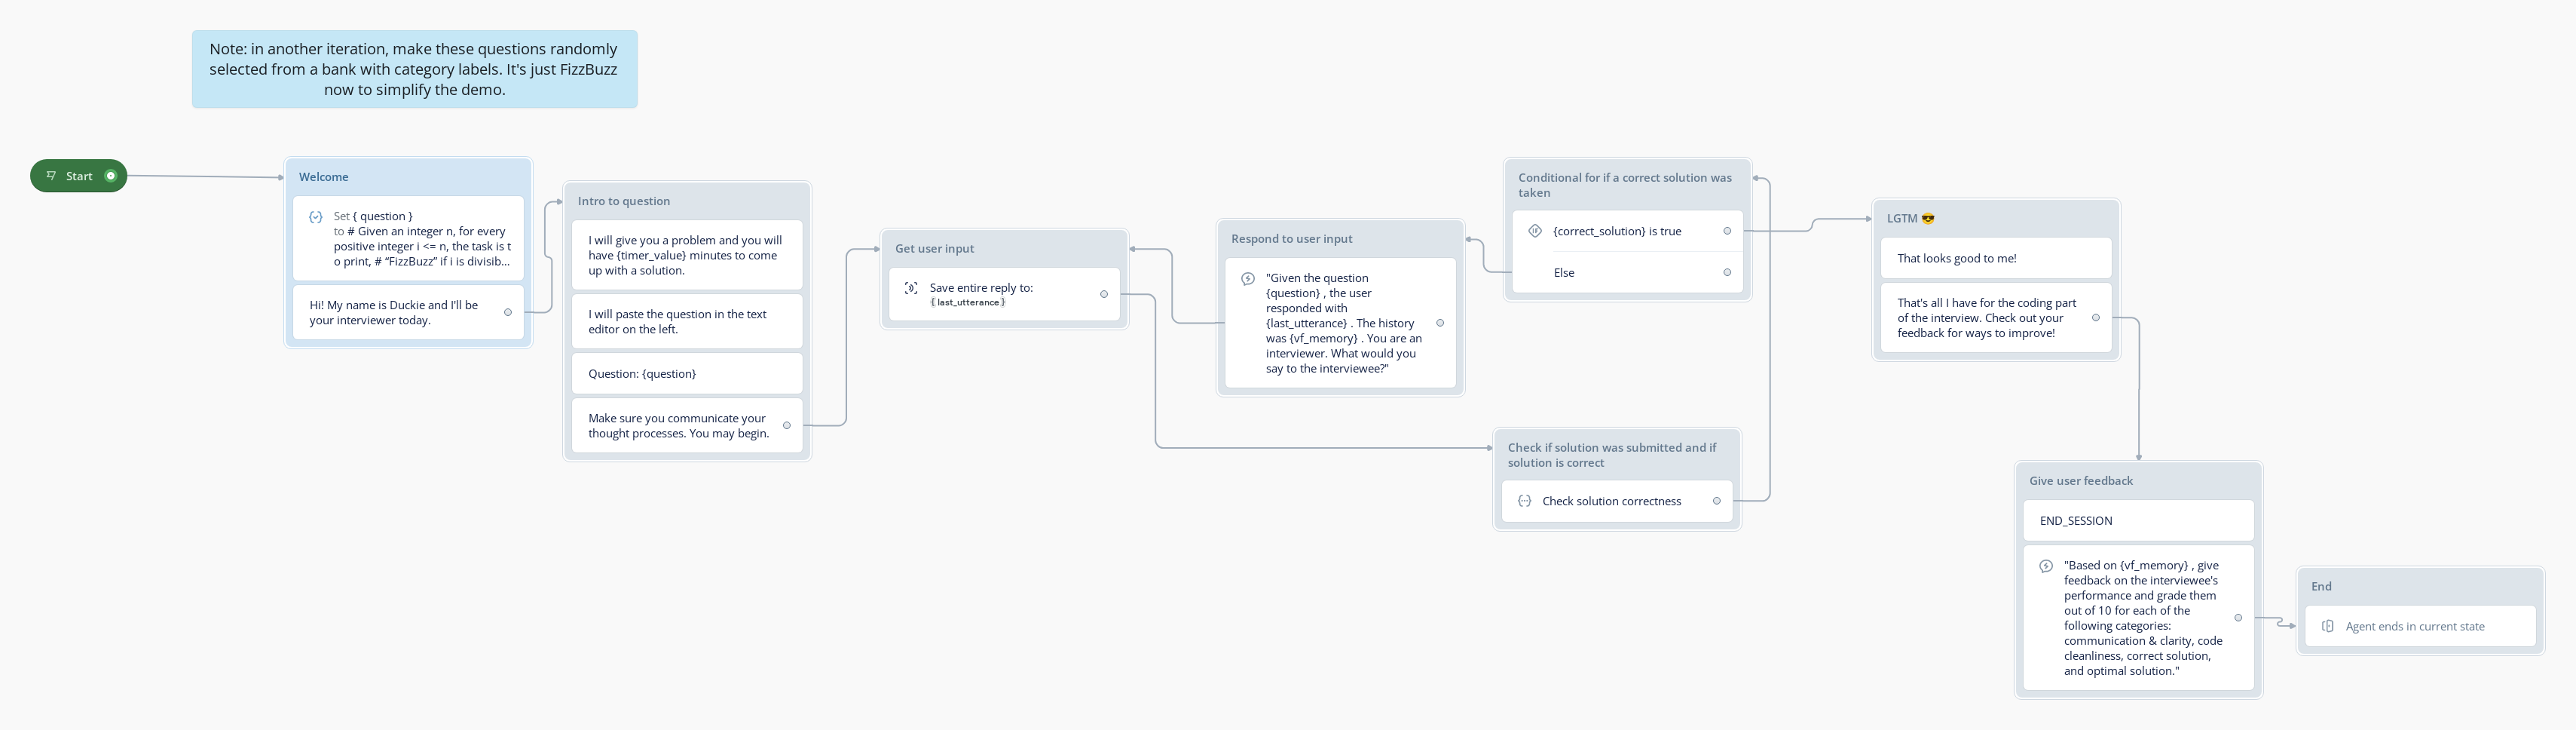 Note: in another iteration, make these questions randomly
selected from a bank with category labels. It's just FizzBuzz
now to simplify the demo.
Start
Welcome
Set { question }
to # Given an integer n, for every
positive integer i <= n, the task is t
o print, # “FizzBuzz” if i is divisib...
Hi! My name is Duckie and I'll be
your interviewer today.
Intro to question
I will give you a problem and you will
have {timer_value} minutes to come
up with a solution.
I will paste the question in the text
editor on the left.
Question: {question}
Make sure you communicate your
thought processes. You may begin.
Get user input
Save entire reply to:
{ last_utterance }
Respond to user input
"Given the question
{question} , the user
responded with
{last_utterance} . The history
was {vf_memory} . You are an
interviewer. What would you
say to the interviewee?"
Conditional for if a correct solution was
taken
{correct_solution} is true
Else
Check if solution was submitted and if
solution is correct
Check solution correctness
LGTM 😎
That looks good to me!
That's all I have for the coding part
of the interview. Check out your
feedback for ways to improve!
Give user feedback
END_SESSION
"Based on {vf_memory} , give
feedback on the interviewee's
performance and grade them
out of 10 for each of the
following categories:
communication & clarity, code
cleanliness, correct solution,
and optimal solution."
End
Agent ends in current state